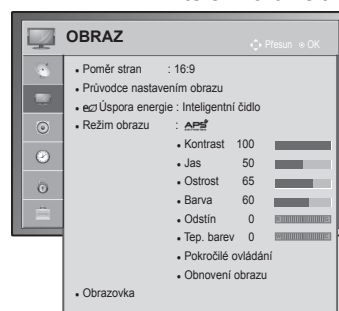 OBRAZ
Přesun OK
• Poměr stran : 16:9
• Průvodce nastavením obrazu
• Úspora energie : Inteligentní čidlo
• Režim obrazu : APS
• Kontrast 100
• Jas 50
• Ostrost 65
• Barva 60
• Odstín 0
• Tep. barev 0
• Pokročilé ovládání
• Obnovení obrazu
• Obrazovka